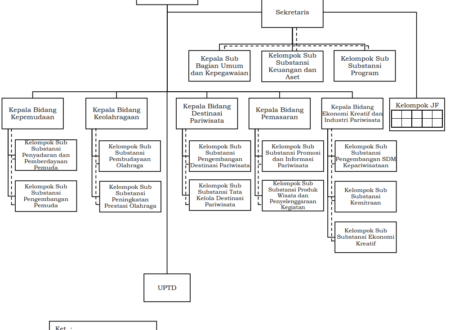 Sekretaris
Kepala Sub
Bagian Umum
dan Kepegawaian
Kelompok Sub
Substansi
Keuangan dan
Aset
Kelompok Sub
Substansi
Program
Kepala Bidang
Kepemudaan
Kepala Bidang
Keolahragaan
Kepala Bidang
Destinasi
Pariwisata
Kepala Bidang
Pemasaran
Kepala Bidang
Ekonomi Kreatif dan
Industri Pariwisata
Kelompok JF
Kelompok Sub
Substansi
Penyadaran dan
Pemberdayaan
Pemuda
Kelompok Sub
Substansi
Pembudayaan
Olahraga
Kelompok Sub
Substansi
Pengembangan
Destinasi Pariwisata
Kelompok Sub
Substansi Promosi
dan Informasi
Pariwisata
Kelompok Sub
Substansi
Pengembangan SDM
Kepariwisataan
Kelompok Sub
Substansi
Pengembangan
Pemuda
Kelompok Sub
Substansi
Peningkatan
Prestasi Olahraga
Kelompok Sub
Substansi Tata
Kelola Destinasi
Pariwisata
Kelompok Sub
Substansi Produk
Wisata dan
Penyelenggaraan
Kegiatan
Kelompok Sub
Substansi
Kemitraan
Kelompok Sub
Substansi Ekonomi
Kreatif
UPTD
Ket :